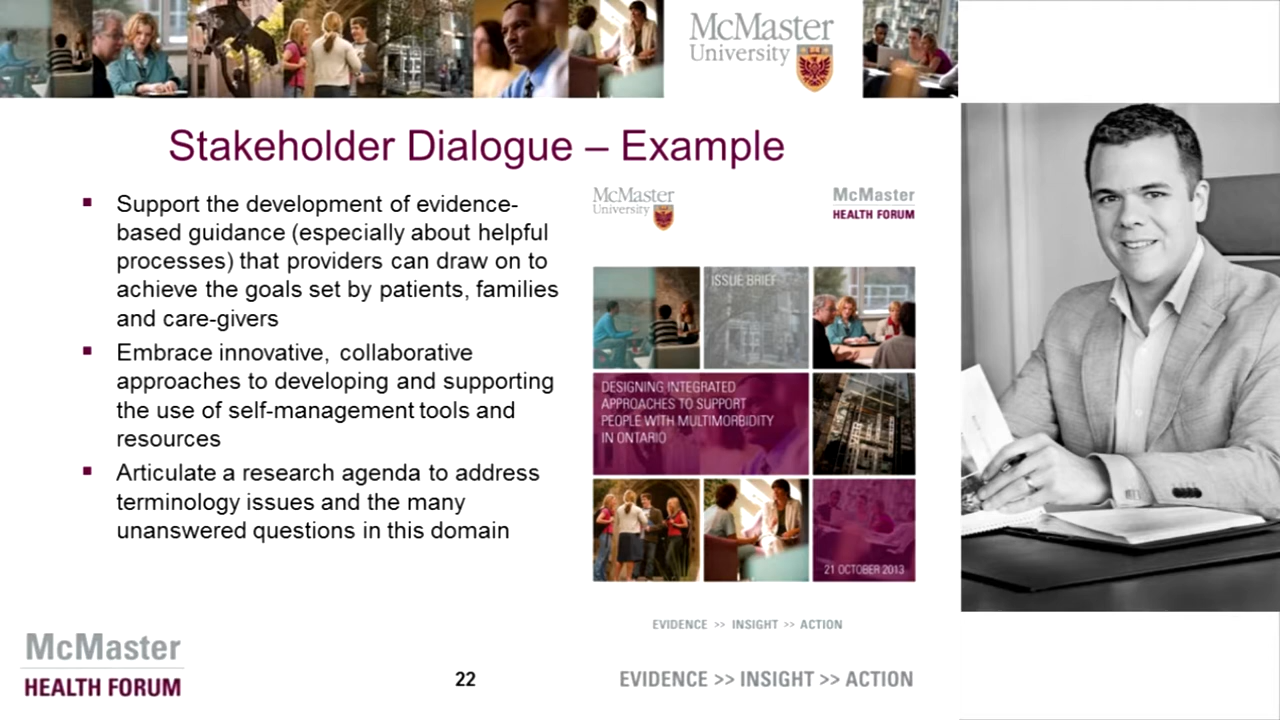 McMaster
University
Stakeholder Dialogue – Example
▪ Support the development of evidence-
based guidance (especially about helpful
processes) that providers can draw on to
achieve the goals set by patients, families
and care-givers
▪ Embrace innovative, collaborative
approaches to developing and supporting
the use of self-management tools and
resources
▪ Articulate a research agenda to address
terminology issues and the many
unanswered questions in this domain
McMaster
University
McMaster
HEALTH FORUM
ISSUE BRIEF
DESIGNING INTEGRATED
APPROACHES TO SUPPORT
PEOPLE WITH MULTIMORBIDITY
IN ONTARIO
21 OCTOBER 2013
EVIDENCE >> INSIGHT >> ACTION
McMaster
HEALTH FORUM
22
EVIDENCE >> INSIGHT >> ACTION